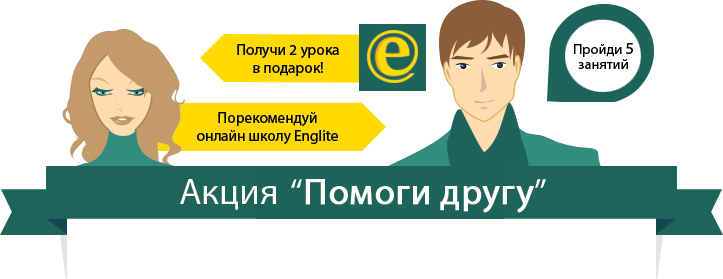 Получи 2 урока
в подарок!
e
Пройди 5
занятий
Порекомендуй
онлайн школу Englite
Акция “Помоги другу”